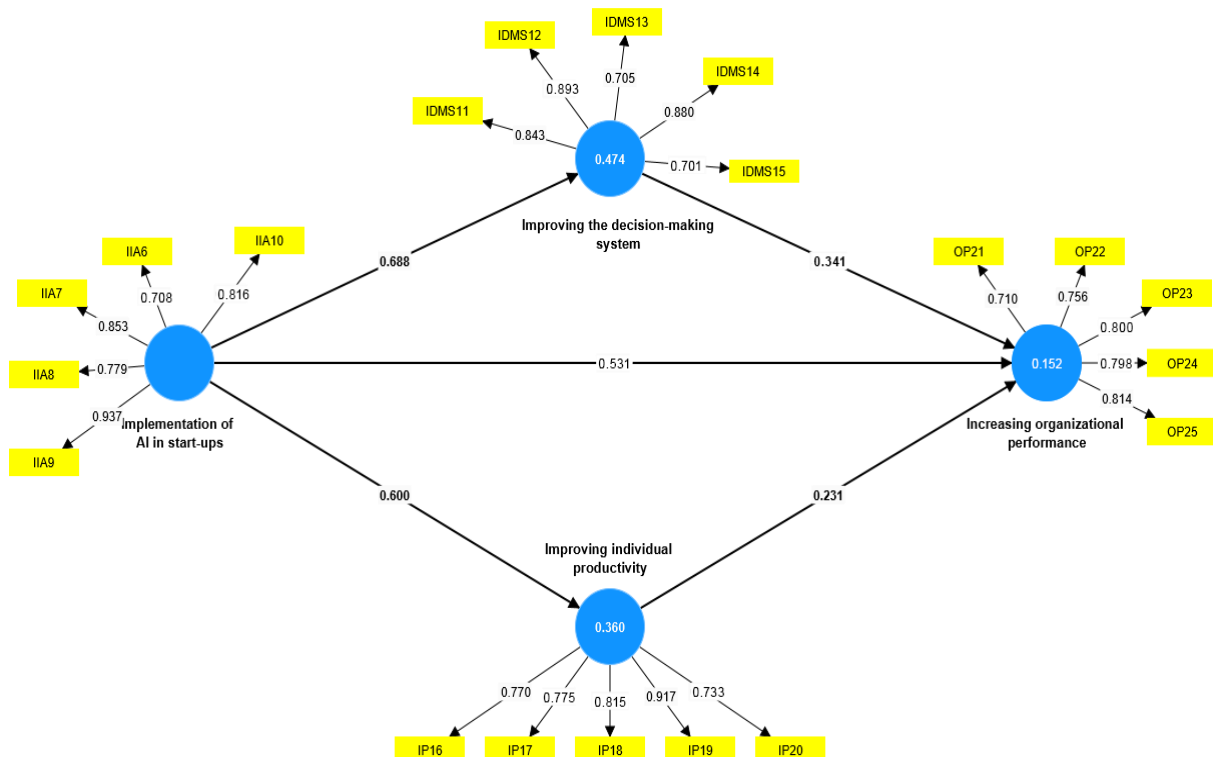 IDMS13
IDMS12
IDMS14
IDMS11
IDMS15
0.893
0.705
0.880
0.843
0.701
0.474
Improving the decision-making
system
IIA6
IIA10
IIA7
IIA8
IIA9
0.708
0.816
0.853
0.779
0.937
Implementation of
AI in start-ups
0.688
0.341
0.531
0.600
0.231
OP21
OP22
OP23
OP24
OP25
0.710
0.756
0.800
0.798
0.814
0.152
Increasing organizational
performance
Improving individual
productivity
0.360
0.770
0.775
0.815
0.917
0.733
IP16
IP17
IP18
IP19
IP20